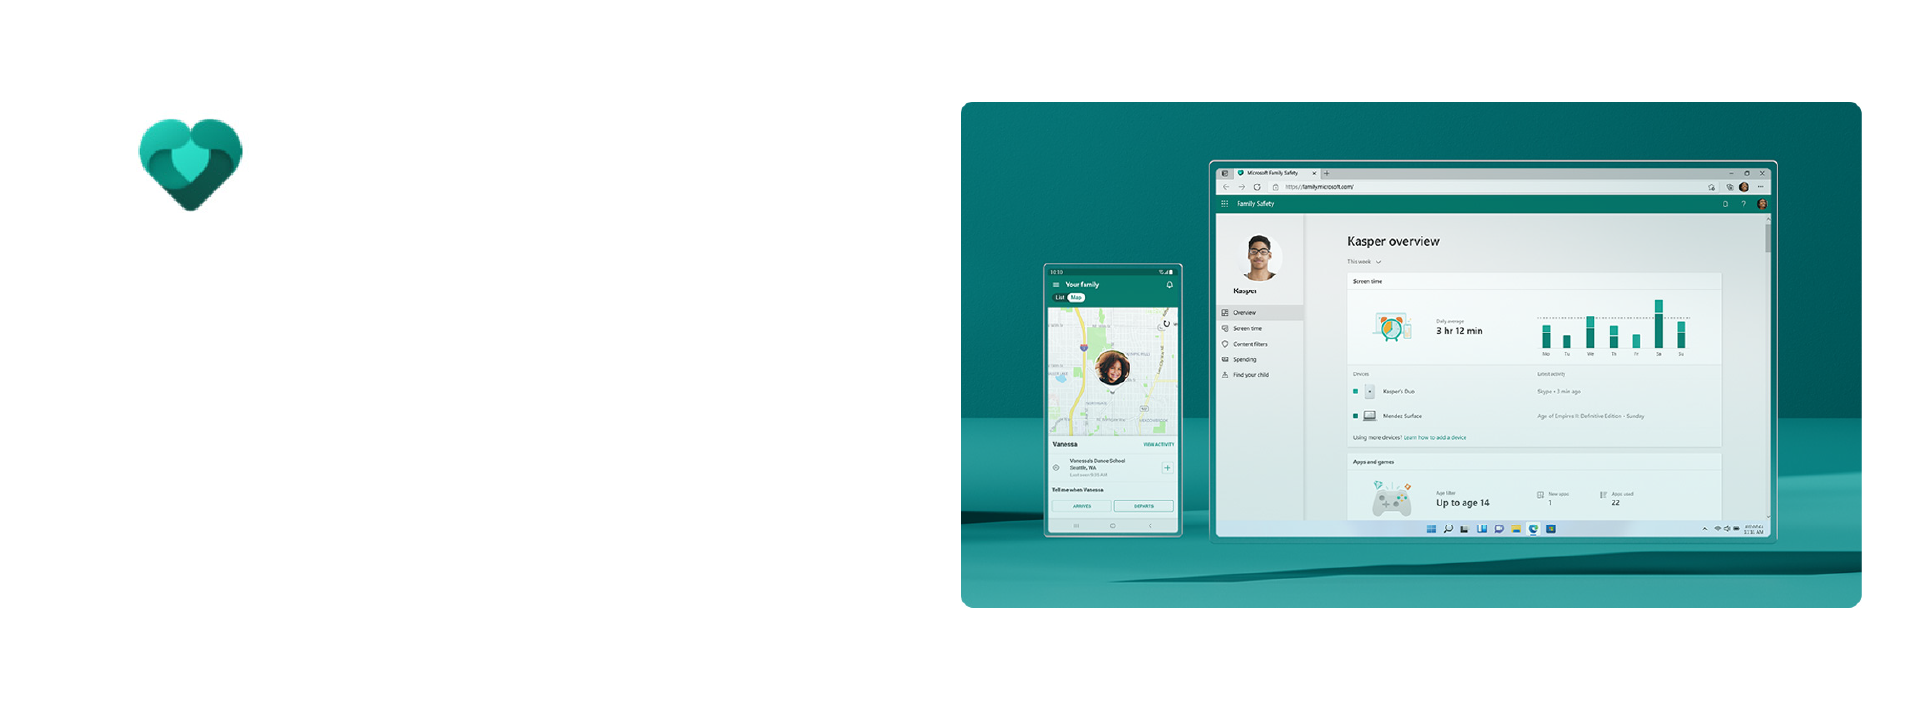 10:10
Your family
List Map
Vanessa
VIEW ACTIVITY
Vanessa's Dance School
Seattle, WA
Tell me when Vanessa
ARRIVES
DEPARTS
Microsoft Family Safety
https://family.microsoft.com/
Family Safety
Kasper
Overview
Screen time
Content filters
Spending
Find your child
Kasper overview
This week
Screen time
Daily average
3 hr 12 min
Mo Tu We Th Fr Sa Su
Devices
Latest activity
Kasper's Duo
Skype • 3 min ago
Mendez Surface
Age of Empires II: Definitive Edition • Sunday
Using more devices? Learn how to add a device
Apps and games
Age filter
Up to age 14
New apps
1
Apps used
22